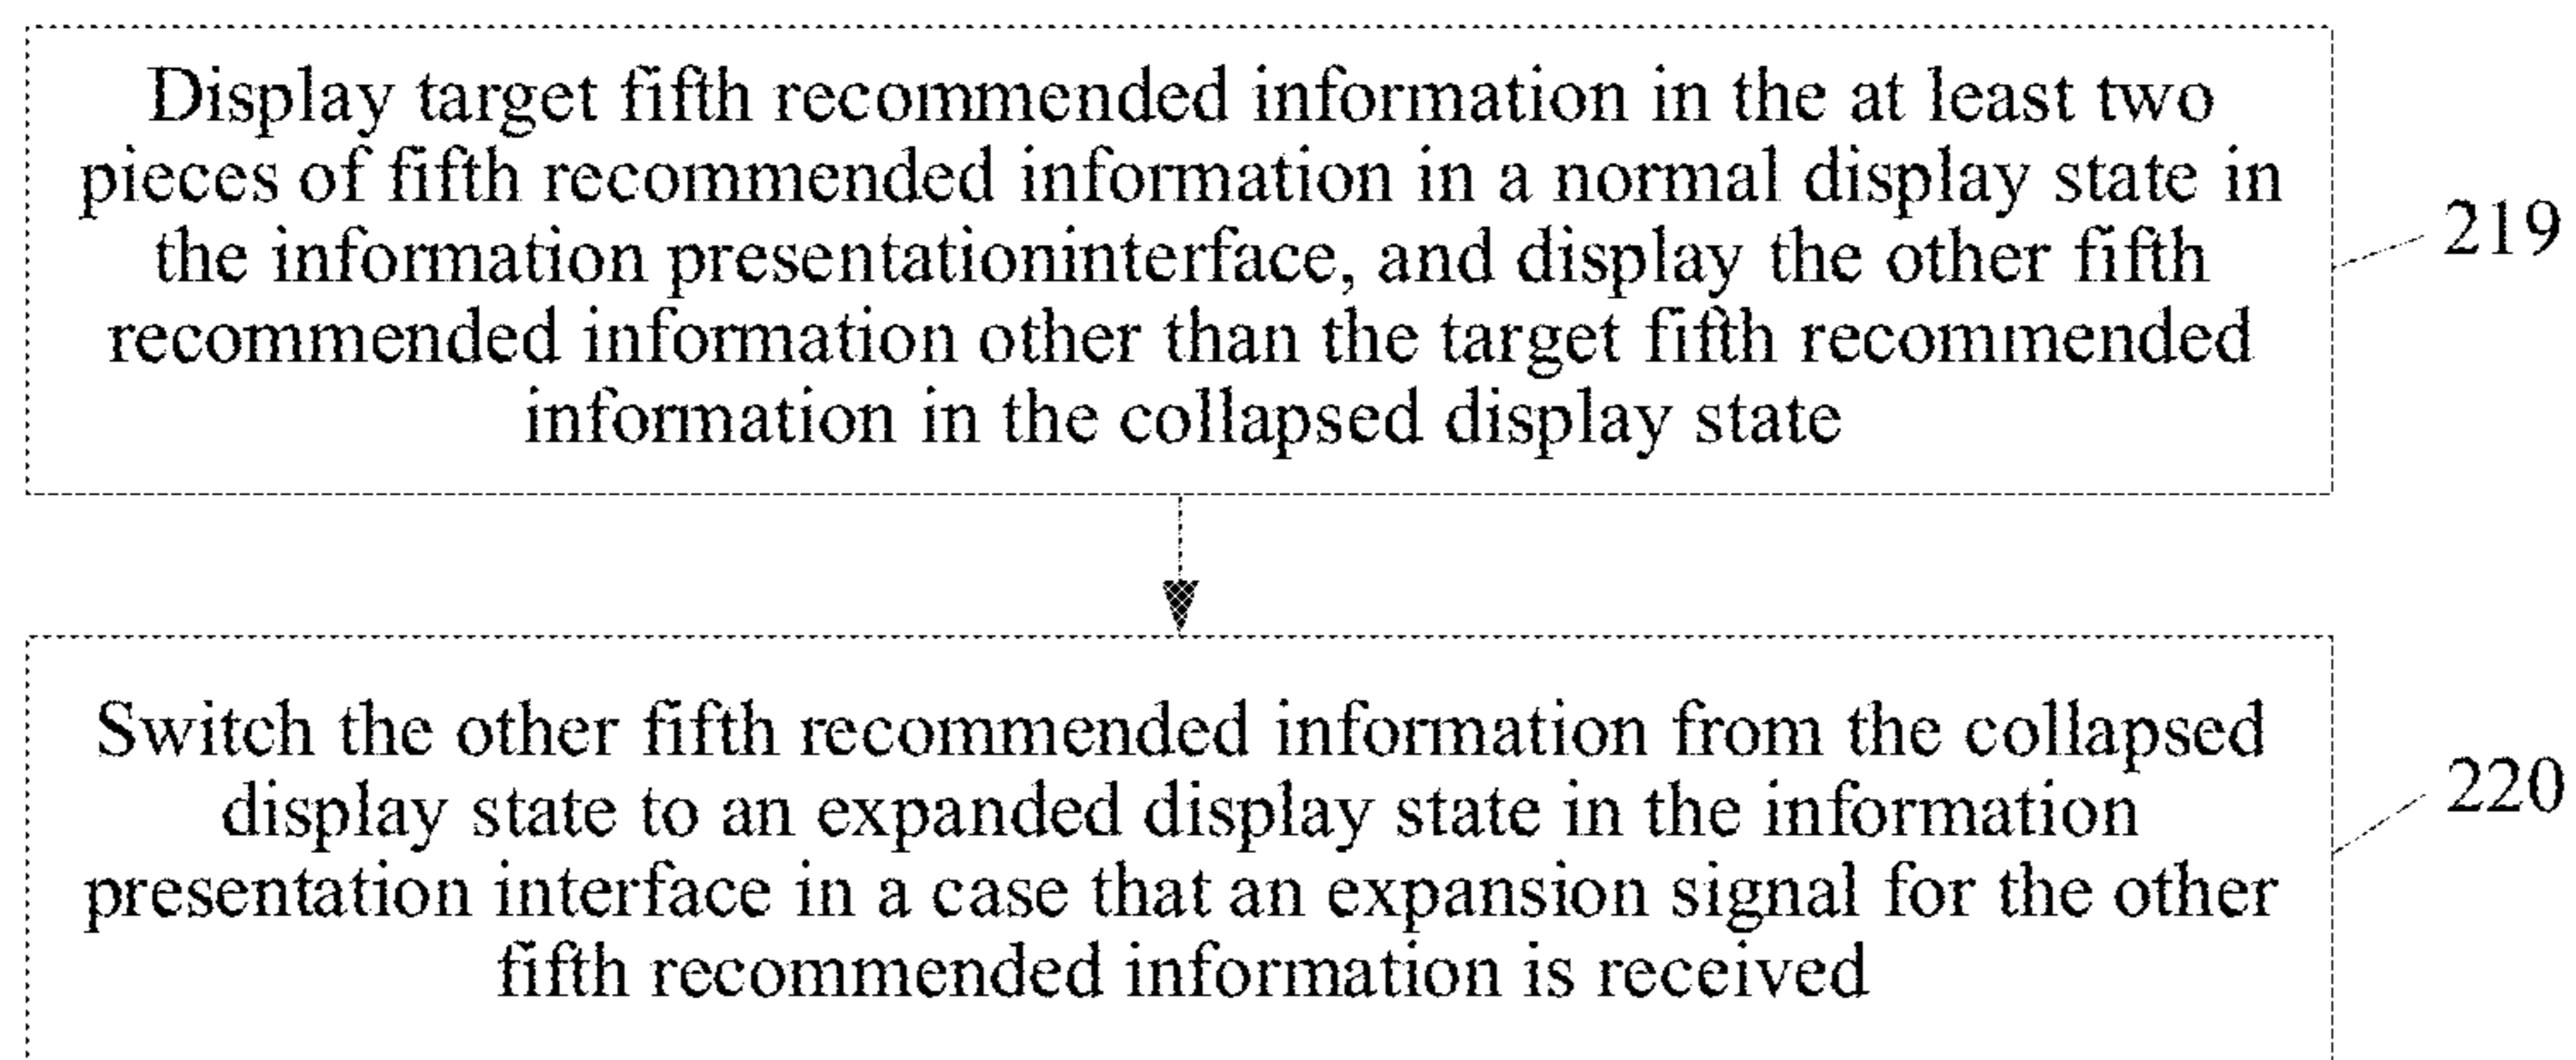 Display target fifth recommended information in the at least two
pieces of fifth recommended information in a normal display state in
the information presentationinterface, and display the other fifth
recommended information other than the target fifth recommended
information in the collapsed display state
219
Switch the other fifth recommended information from the collapsed
display state to an expanded display state in the information
presentation interface in a case that an expansion signal for the other
fifth recommended information is received
220